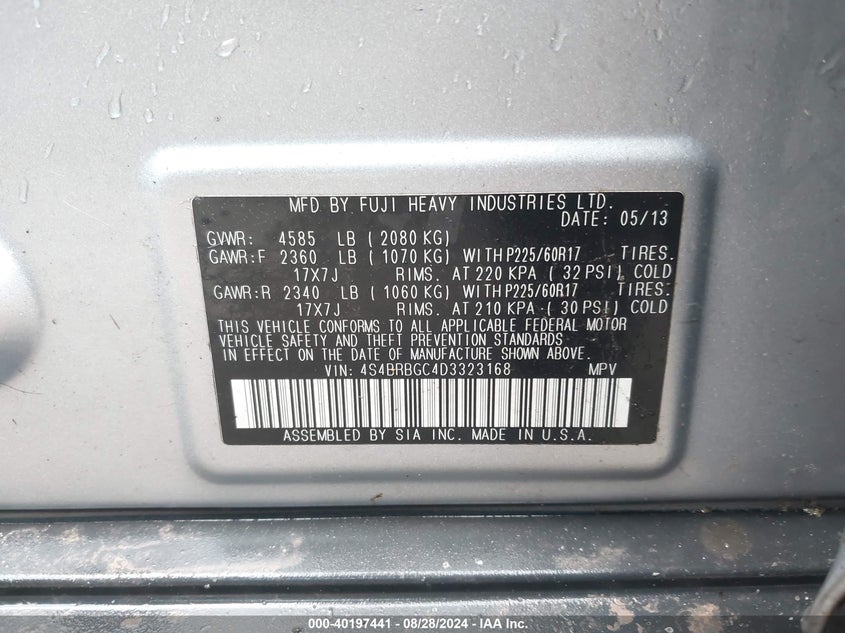 MFD BY FUJI HEAVY INDUSTRIES LTD.
DATE: 05/13
GVWR: 4585 LB ( 2080 KG)
GAWR:F 2360 LB ( 1070 KG) WITH P225/60R17 TIRES.
17X7J RIMS. AT 220 KPA ( 32 PSI) COLD
GAWR:R 2340 LB ( 1060 KG) WITH P225/60R17 TIRES.
17X7J RIMS. AT 210 KPA ( 30 PSI) COLD
THIS VEHICLE CONFORMS TO ALL APPLICABLE FEDERAL MOTOR
VEHICLE SAFETY AND THEFT PREVENTION STANDARDS
IN EFFECT ON THE DATE OF MANUFACTURE SHOWN ABOVE.
VIN: 4S4BRBGC4D3323168 MPV
ASSEMBLED BY SIA INC. MADE IN U.S.A.
000-40197441 - 08/28/2024 - IAA Inc.